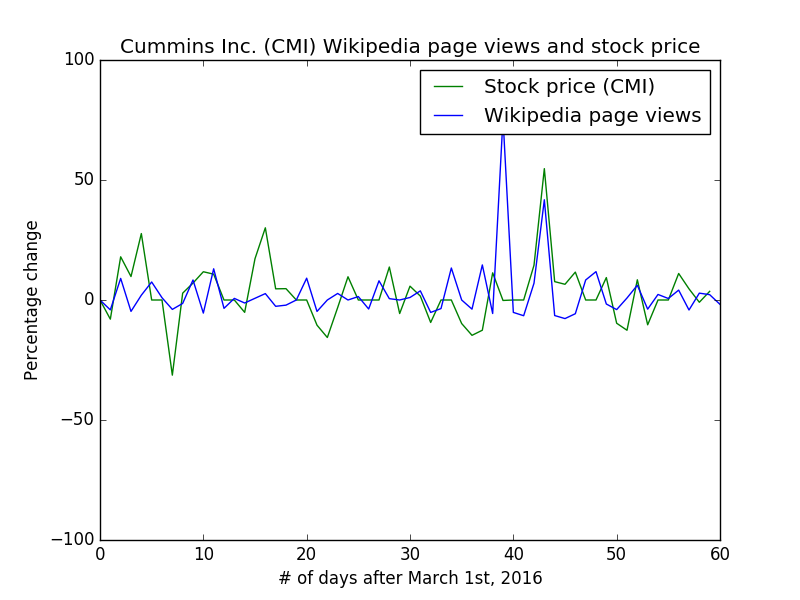 Cummins Inc. (CMI) Wikipedia page views and stock price
Stock price (CMI)
Wikipedia page views
Percentage change
100
50
0
−50
−100
0 10 20 30 40 50 60
# of days after March 1st, 2016